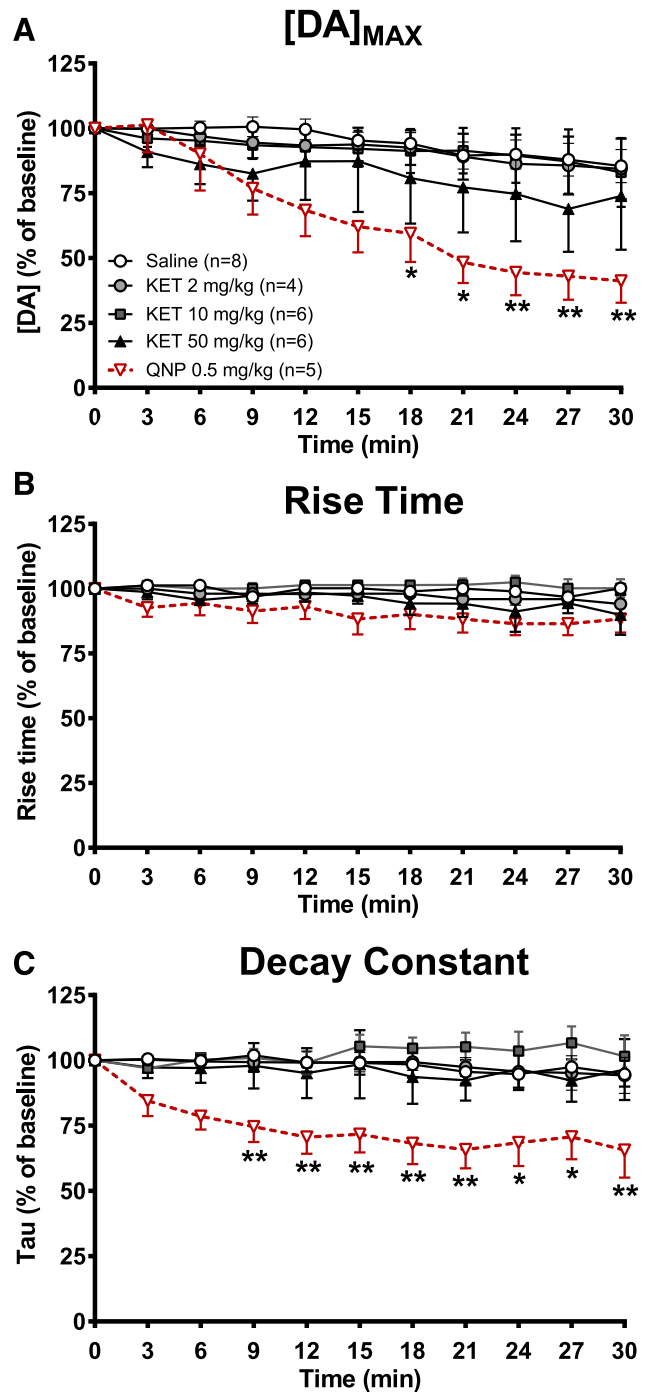 A
[DA]MAX
125
100
75
50
25
0
[DA] (% of baseline)
Saline (n=8)
KET 2 mg/kg (n=4)
KET 10 mg/kg (n=6)
KET 50 mg/kg (n=6)
QNP 0.5 mg/kg (n=5)
* * ** ** **
0 3 6 9 12 15 18 21 24 27 30
Time (min)
B
Rise Time
125
100
75
50
25
0
Rise time (% of baseline)
0 3 6 9 12 15 18 21 24 27 30
Time (min)
C
Decay Constant
125
100
75
50
25
0
Tau (% of baseline)
** ** ** ** ** * * **
0 3 6 9 12 15 18 21 24 27 30
Time (min)